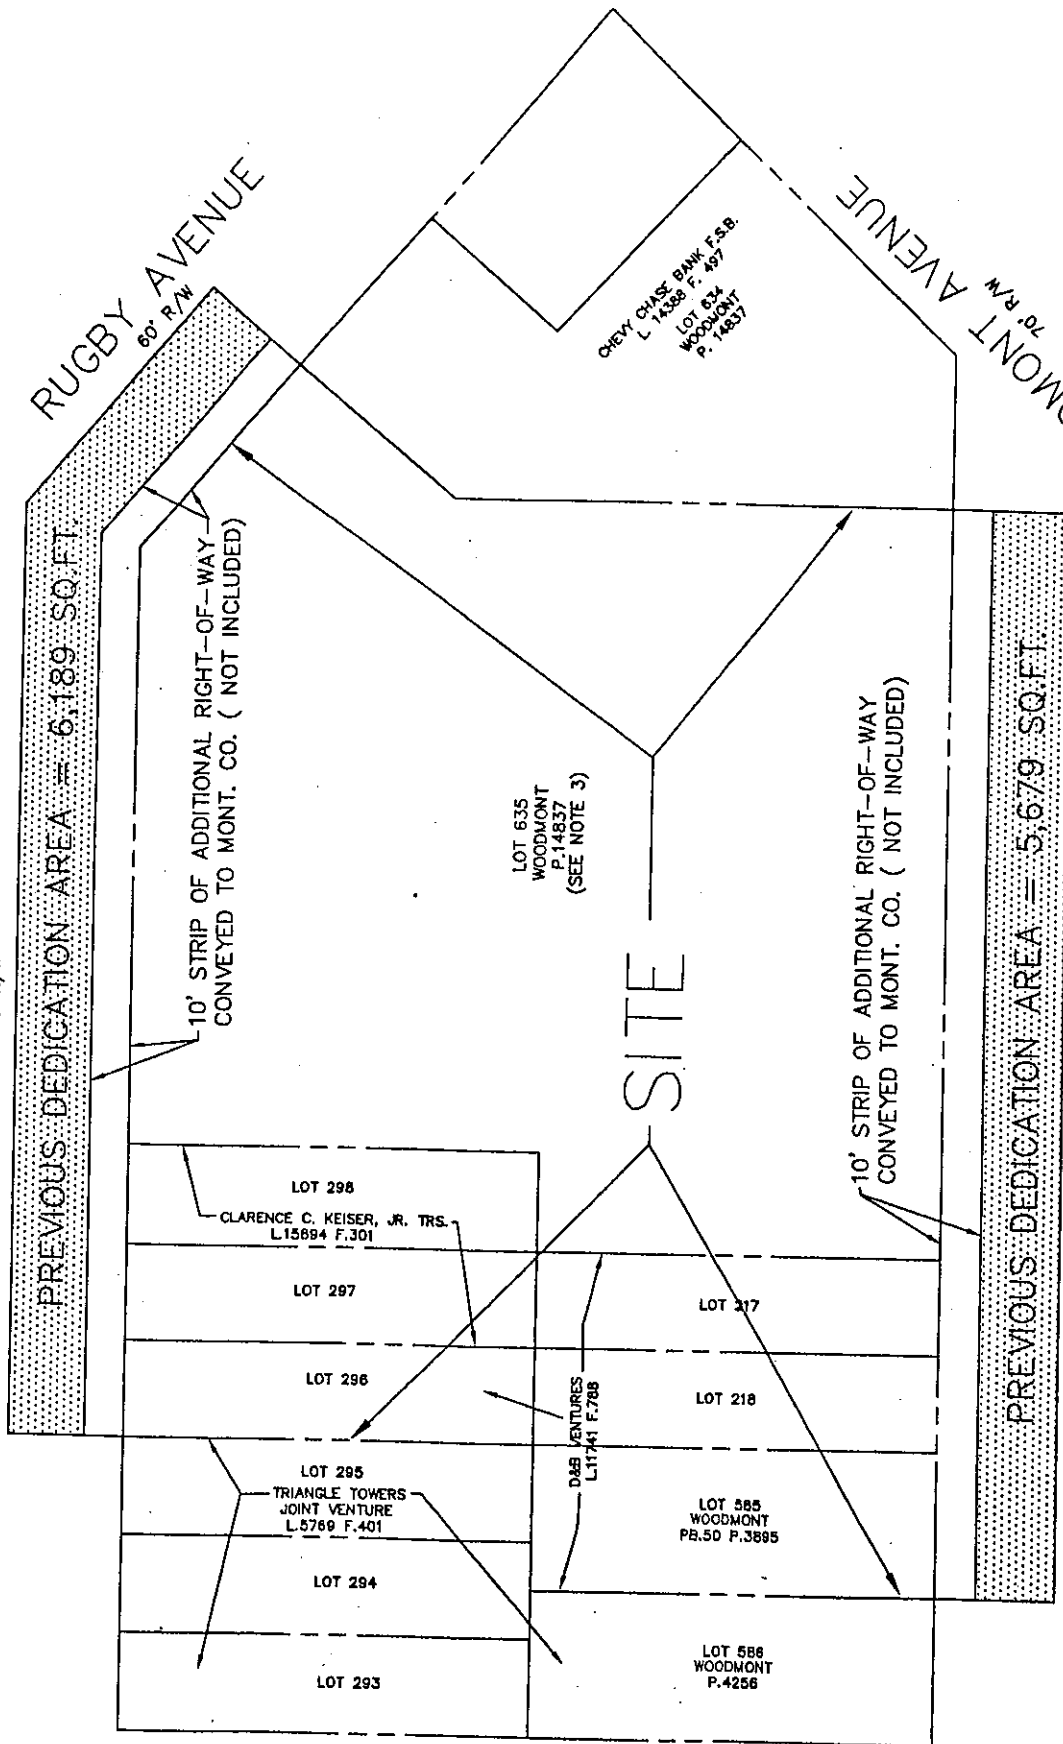 RUGBY AVENUE
60' R/W
PREVIOUS DEDICATION AREA = 6,189 SQ.FT.
10' STRIP OF ADDITIONAL RIGHT-OF-WAY
CONVEYED TO MONT. CO. ( NOT INCLUDED)
CHEVY CHASE BANK F.S.B.
L. 14388 F. 497
LOT 634
WOODMONT
P. 14837
AVENUE
70' R/W
LOT 635
WOODMONT
P.14837
(SEE NOTE 3)
SITE
10' STRIP OF ADDITIONAL RIGHT-OF-WAY
CONVEYED TO MONT. CO. ( NOT INCLUDED)
PREVIOUS DEDICATION AREA = 5,679 SQ.FT.
LOT 298
CLARENCE C. KEISER, JR. TRS.
L.15694 F.301
LOT 297
LOT 296
LOT 217
LOT 218
D&B VENTURES
L.11741 F.788
LOT 295
TRIANGLE TOWERS
JOINT VENTURE
L.5769 F.401
LOT 294
LOT 293
LOT 585
WOODMONT
PB.50 P.3895
LOT 586
WOODMONT
P.4256